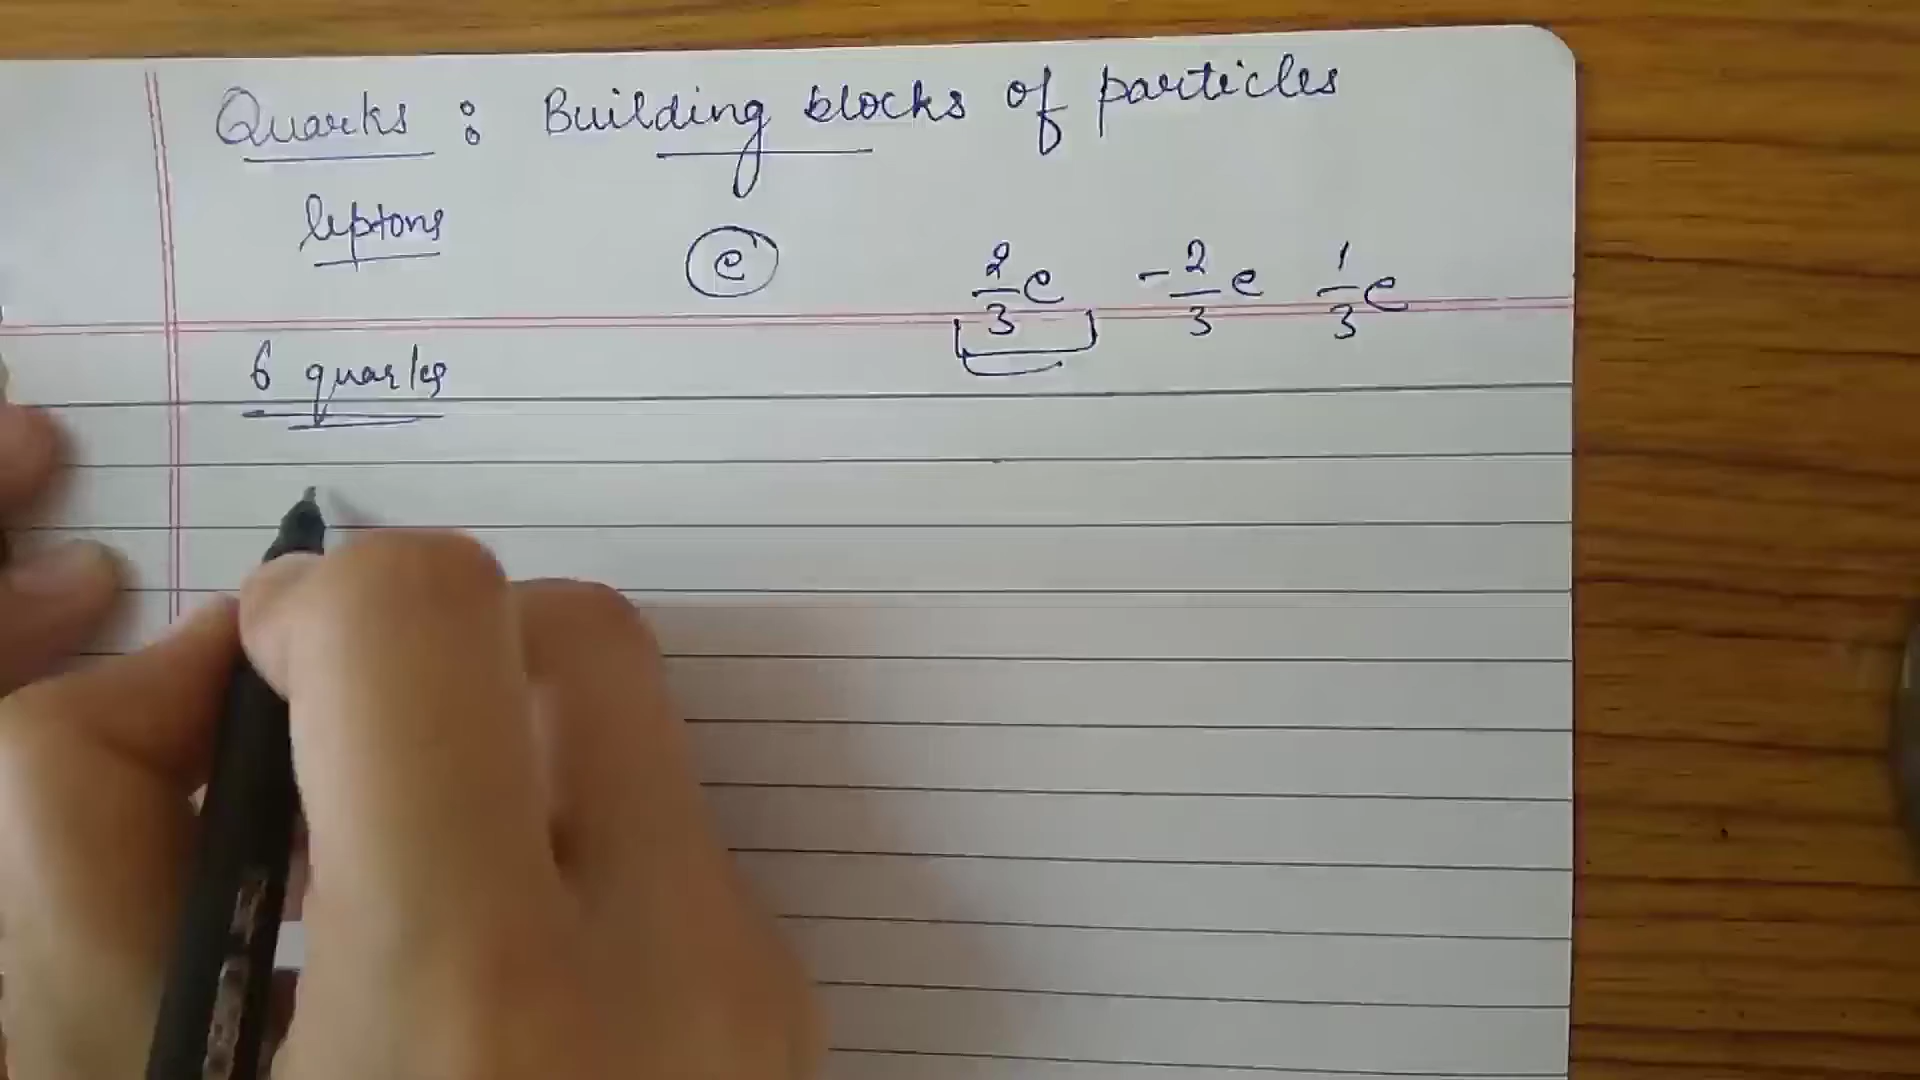 Quarks : Building blocks of particles
leptons
e 2/3 e -2/3 e 1/3 e
6 quarks